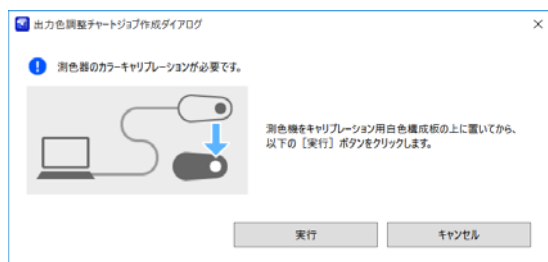 出力色調整チャートジョブ作成ダイアログ
測色器のカラーキャリブレーションが必要です。
測色機をキャリブレーション用白色構成板の上に置いてから、
以下の［実行］ボタンをクリックします。
実行
キャンセル